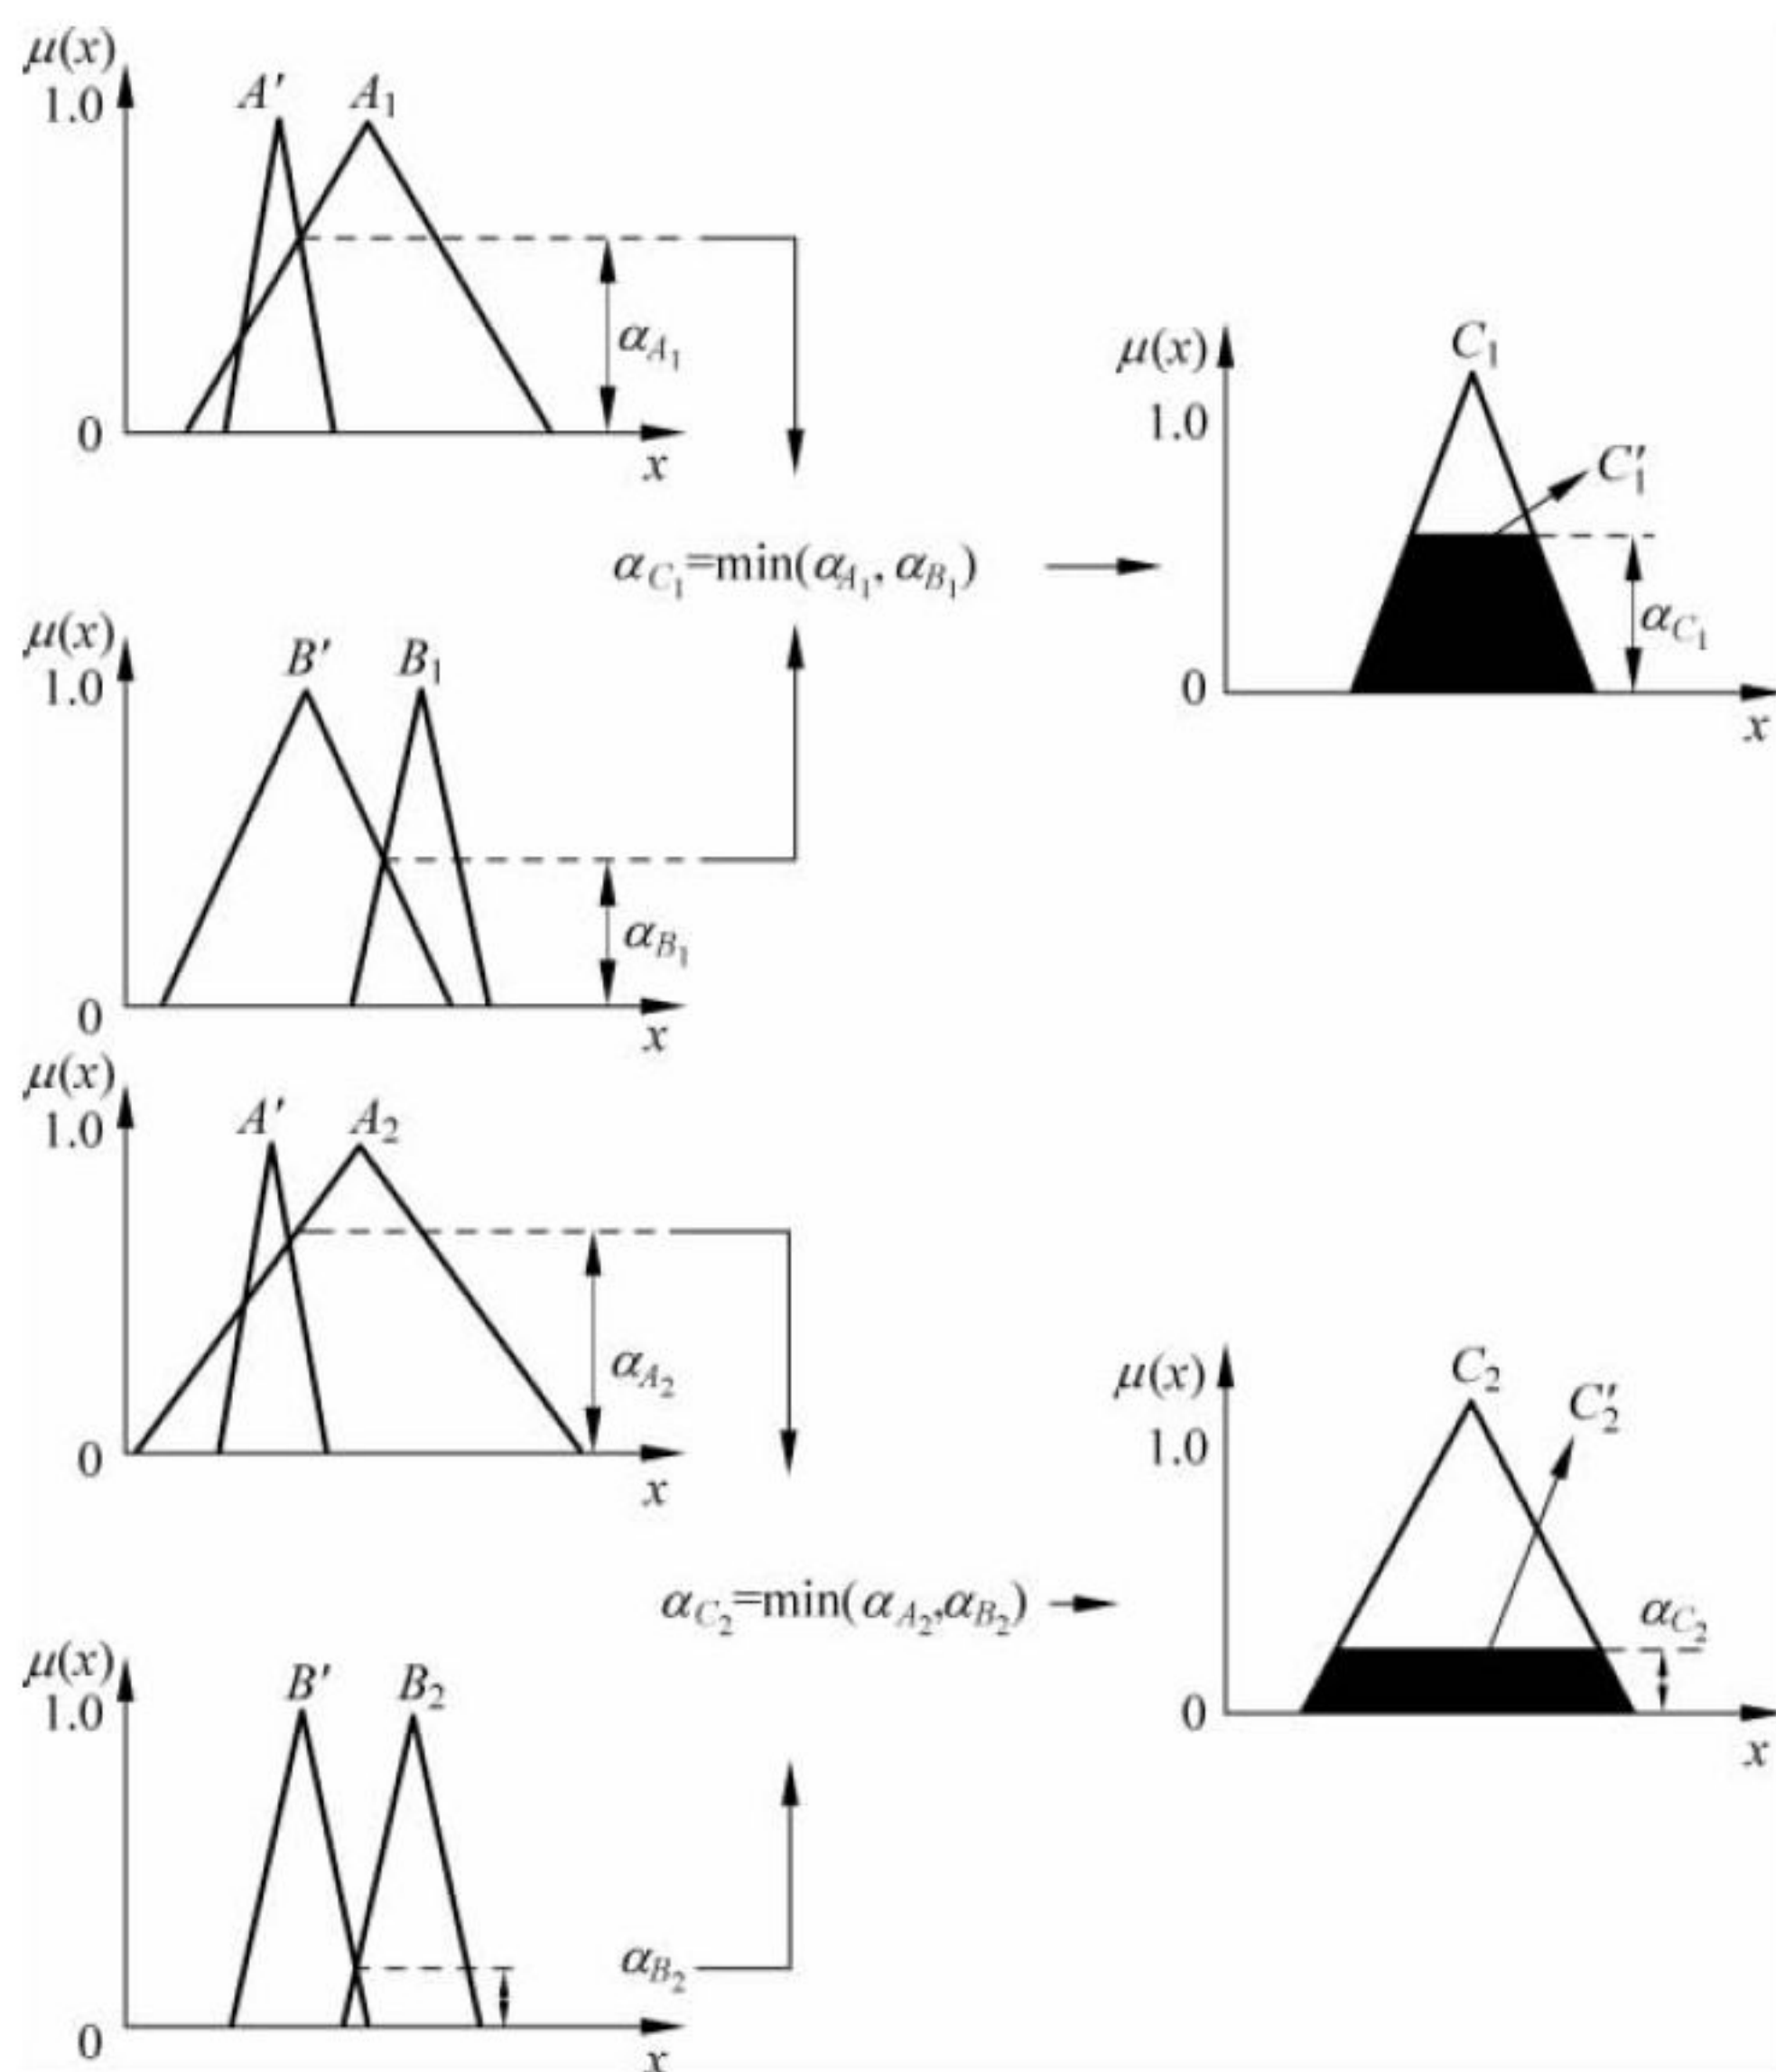 μ(x)
1.0
A′ A₁
α_A₁
0
x
μ(x)
1.0
C₁
C′₁
α_C₁
0
x
α_C₁=min(α_A₁, α_B₁)
μ(x)
1.0
B′ B₁
α_B₁
0
x
μ(x)
1.0
A′ A₂
α_A₂
0
x
μ(x)
1.0
C₂
C′₂
α_C₂
0
x
α_C₂=min(α_A₂,α_B₂)
μ(x)
1.0
B′ B₂
α_B₂
0
x